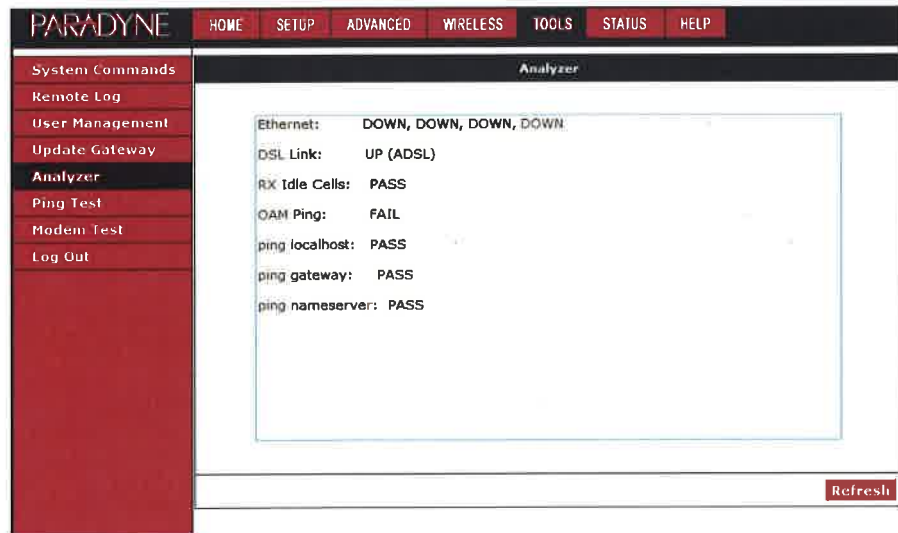 PARADYNE
HOME SETUP ADVANCED WIRELESS TOOLS STATUS HELP
System Commands
Remote Log
User Management
Update Gateway
Analyzer
Ping Test
Modem Test
Log Out
Analyzer
Ethernet: DOWN, DOWN, DOWN, DOWN
DSL Link: UP (ADSL)
RX Idle Cells: PASS
OAM Ping: FAIL
ping localhost: PASS
ping gateway: PASS
ping nameserver: PASS
Refresh